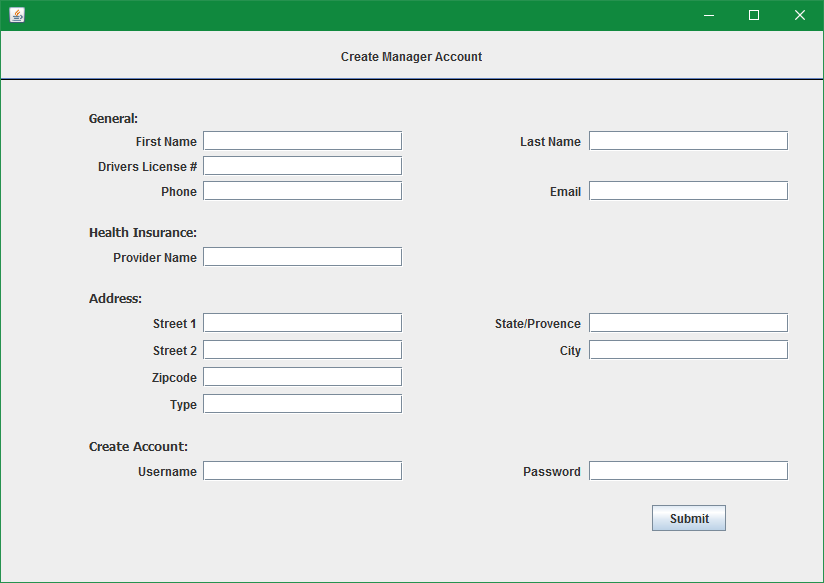 Create Manager Account
General:
First Name Last Name
Drivers License #
Phone Email
Health Insurance:
Provider Name
Address:
Street 1 State/Provence
Street 2 City
Zipcode
Type
Create Account:
Username Password
Submit